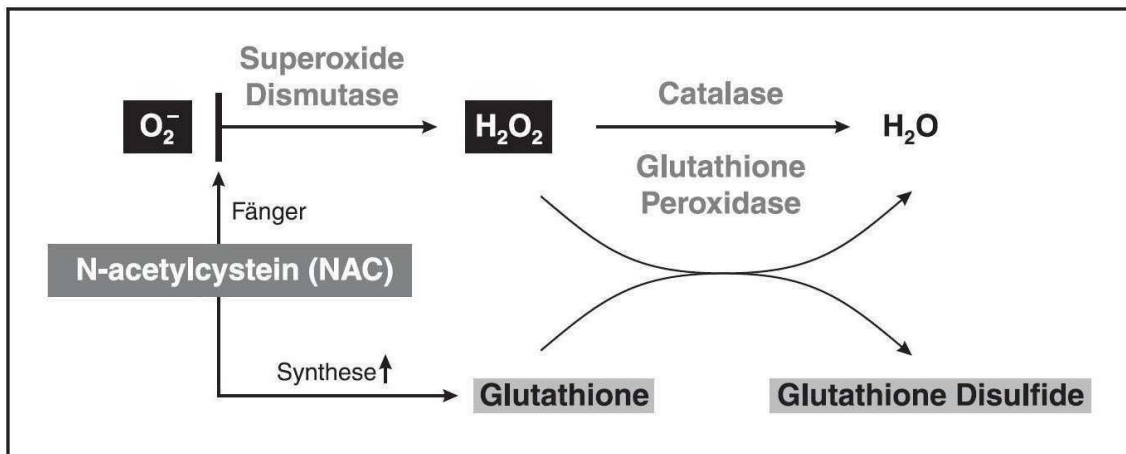 Superoxide
Dismutase
O₂⁻
H₂O₂
Catalase
H₂O
Glutathione
Peroxidase
Fänger
N-acetylcystein (NAC)
Synthese
Glutathione
Glutathione Disulfide